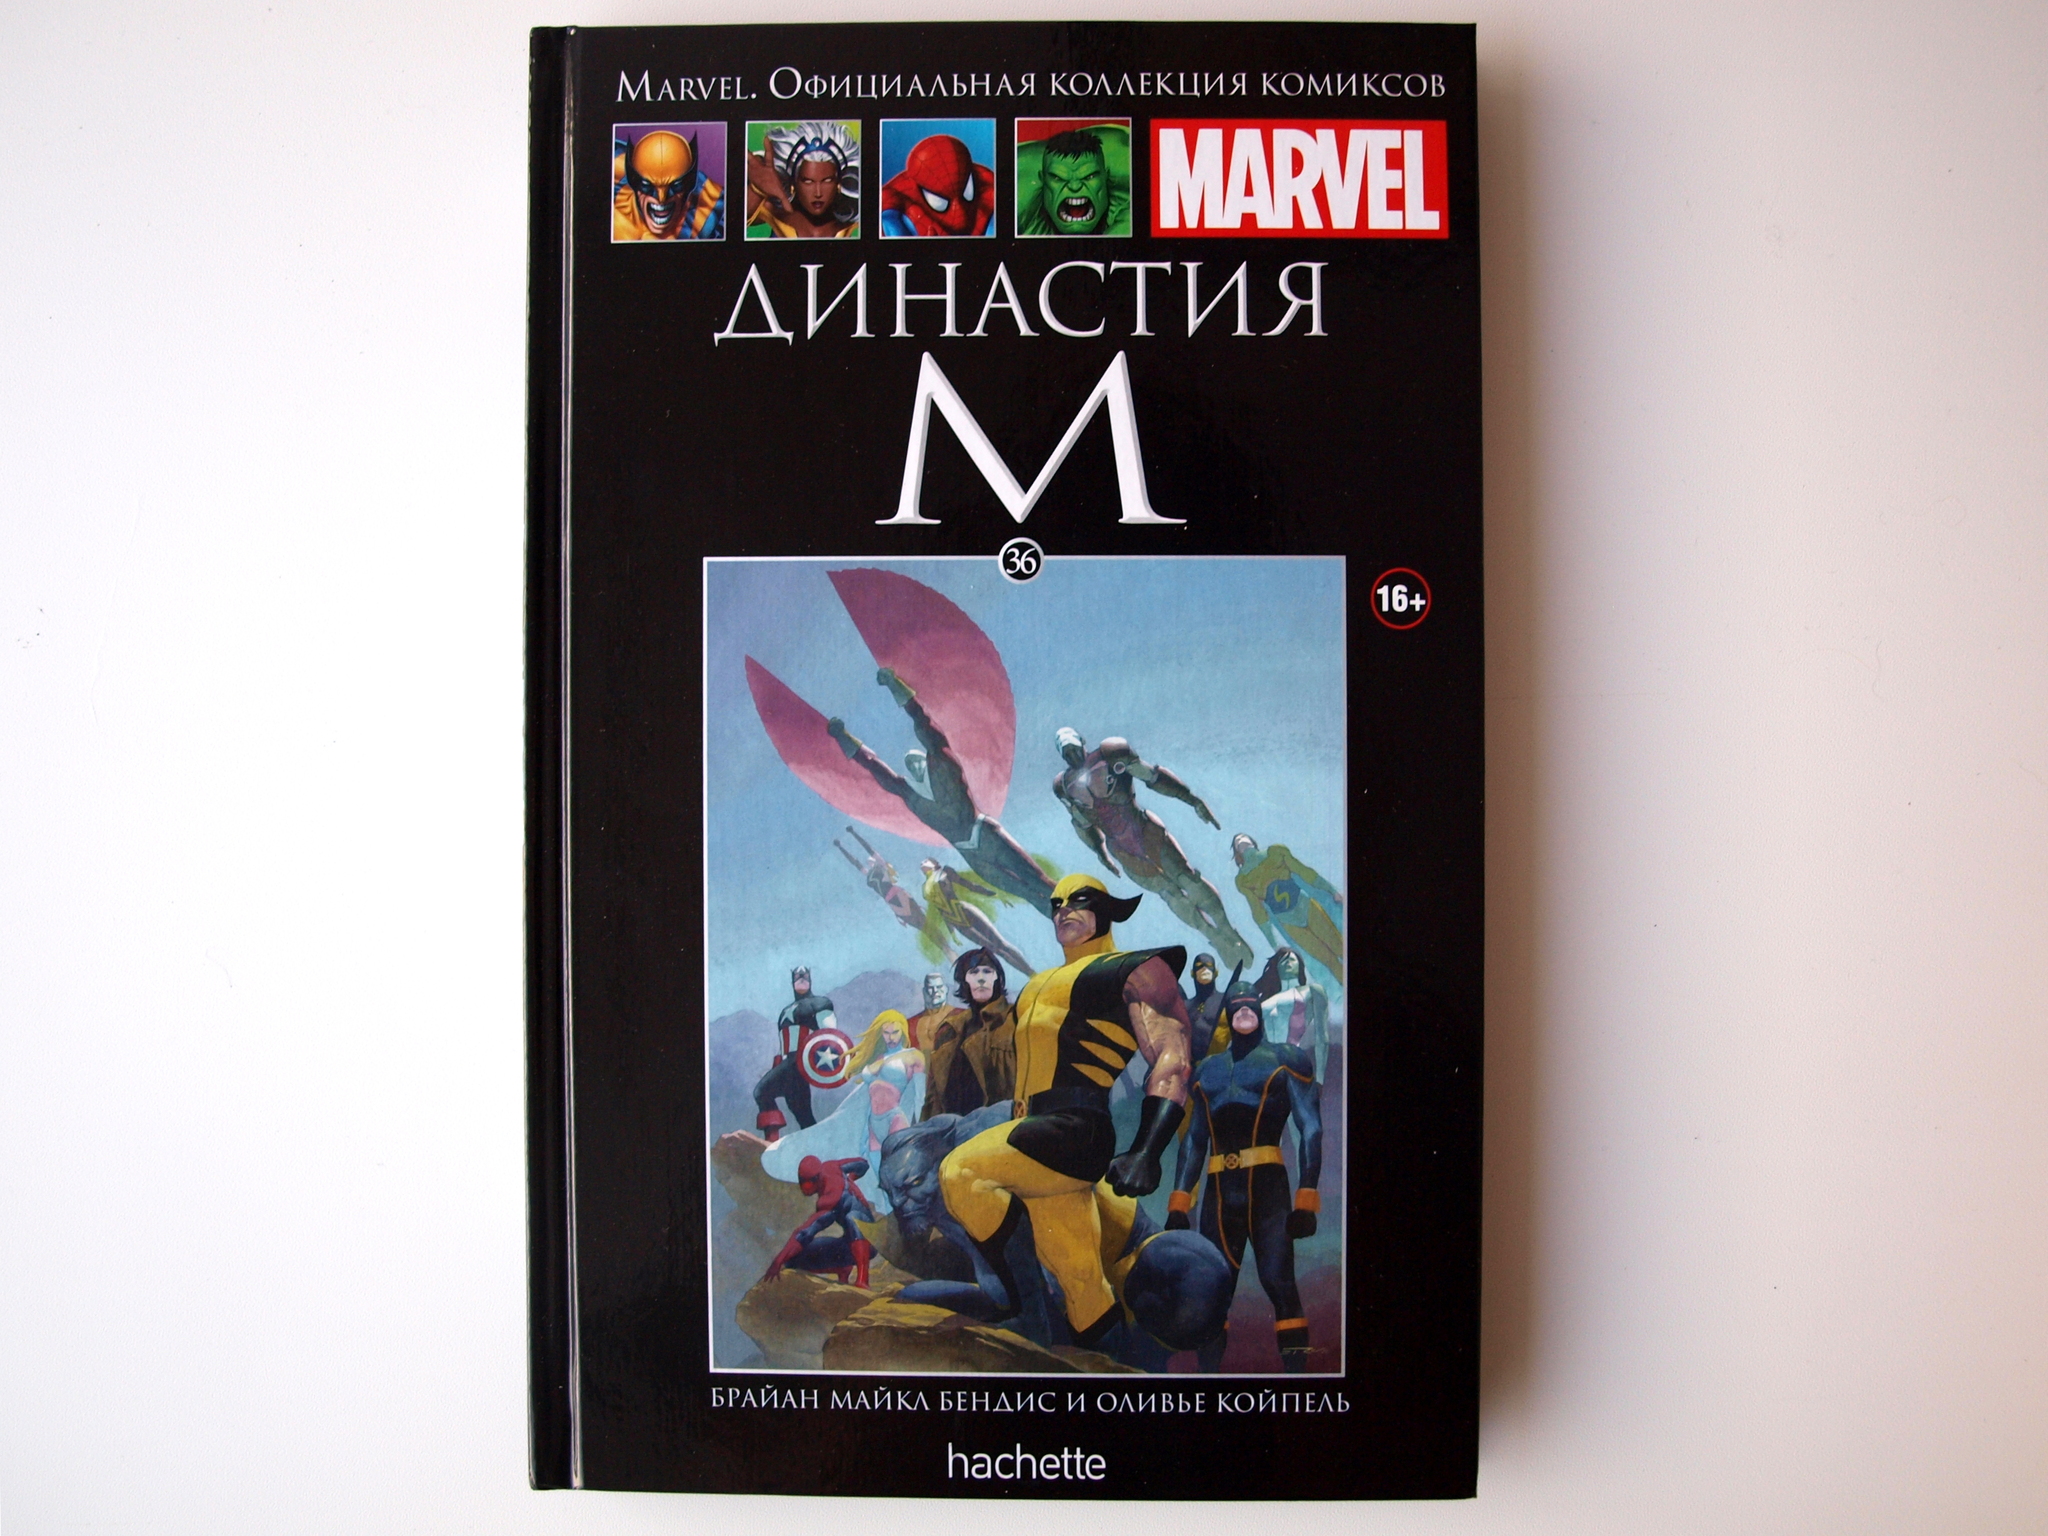 Marvel. Официальная коллекция комиксов
MARVEL
ДИНАСТИЯ
М
36
16+
БРАЙАН МАЙКЛ БЕНДИС И ОЛИВЬЕ КОЙПЕЛЬ
hachette